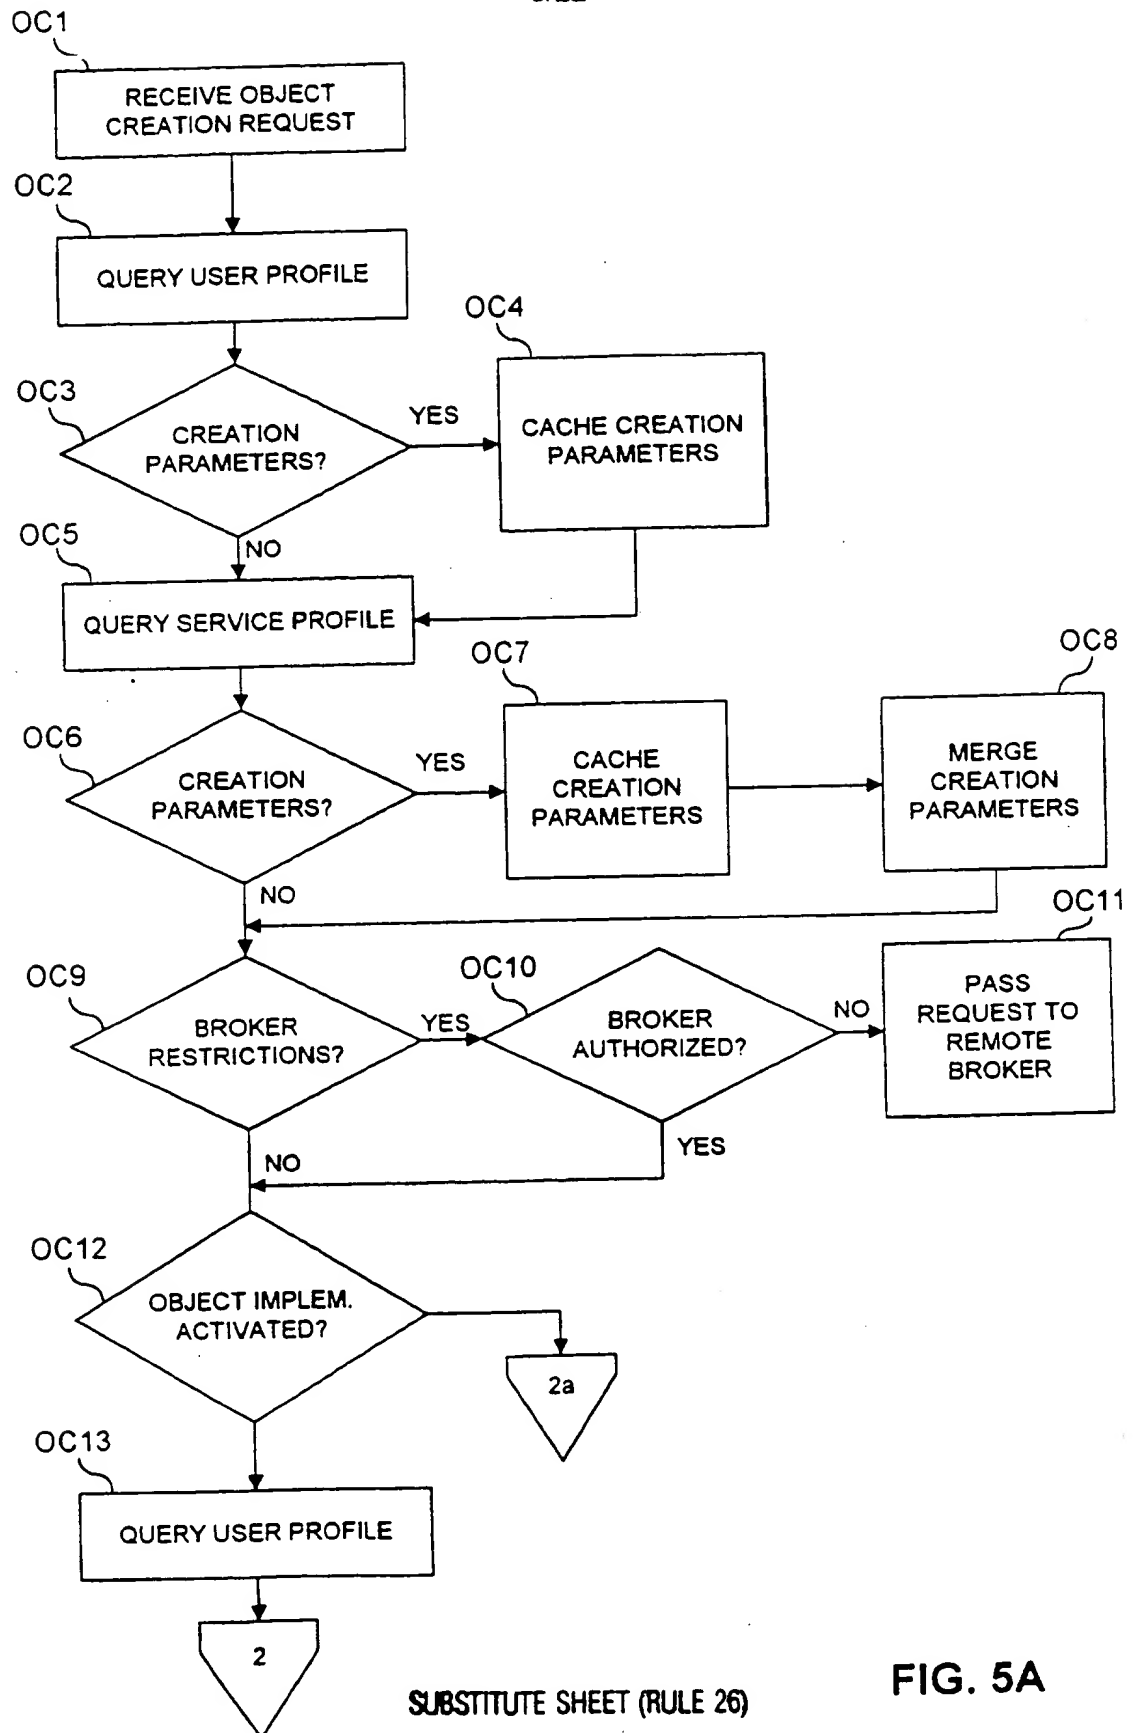 OC1
RECEIVE OBJECT
CREATION REQUEST
OC2
QUERY USER PROFILE
OC3
CREATION
PARAMETERS?
YES
NO
OC4
CACHE CREATION
PARAMETERS
OC5
QUERY SERVICE PROFILE
OC6
CREATION
PARAMETERS?
YES
NO
OC7
CACHE
CREATION
PARAMETERS
OC8
MERGE
CREATION
PARAMETERS
OC9
BROKER
RESTRICTIONS?
YES
NO
OC10
BROKER
AUTHORIZED?
NO
YES
OC11
PASS
REQUEST TO
REMOTE
BROKER
OC12
OBJECT IMPLEM.
ACTIVATED?
2a
OC13
QUERY USER PROFILE
2
SUBSTITUTE SHEET (RULE 26)
FIG. 5A